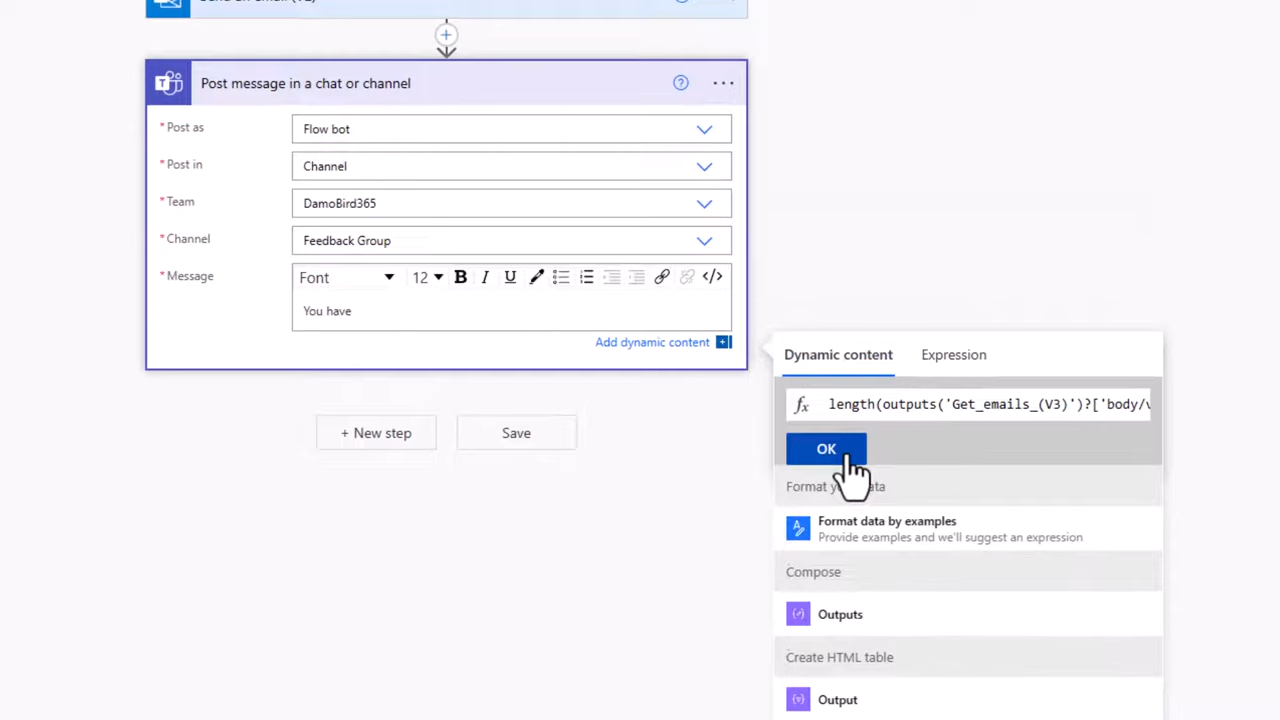 Post message in a chat or channel
* Post as
Flow bot
* Post in
Channel
* Team
DamoBird365
* Channel
Feedback Group
* Message
Font
12
B
I
U
</>
You have
Add dynamic content
+ New step
Save
Dynamic content
Expression
fx
length(outputs('Get_emails_(V3)')?['body/
OK
Format
Format data by examples
Provide examples and we'll suggest an expression
Compose
Outputs
Create HTML table
Output